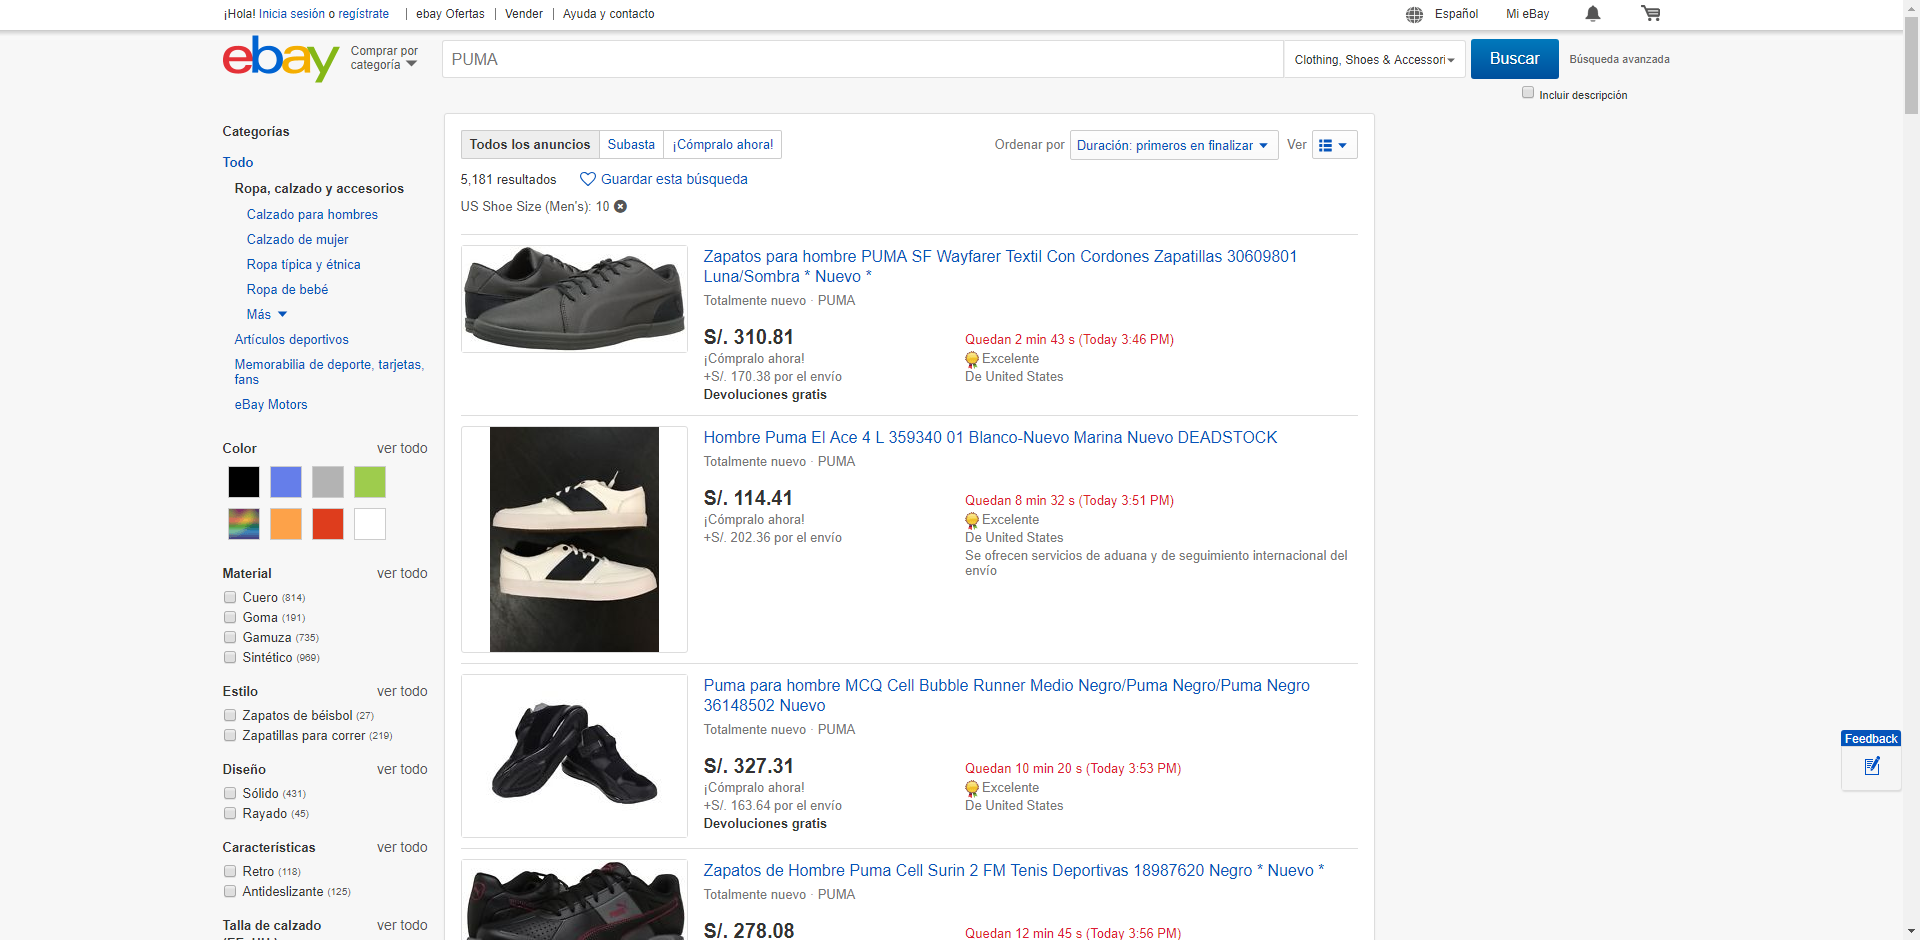 ¡Hola! Inicia sesión o regístrate | ebay Ofertas | Vender | Ayuda y contacto
Español Mi eBay
ebay
Comprar por
categoría
PUMA
Clothing, Shoes & Accessori
Buscar
Búsqueda avanzada
Incluir descripción
Categorías
Todo
Ropa, calzado y accesorios
Calzado para hombres
Calzado de mujer
Ropa típica y étnica
Ropa de bebé
Más
Artículos deportivos
Memorabilia de deporte, tarjetas,
fans
eBay Motors
Color ver todo
Material ver todo
Cuero (814)
Goma (191)
Gamuza (735)
Sintético (969)
Estilo ver todo
Zapatos de béisbol (27)
Zapatillas para correr (219)
Diseño ver todo
Sólido (431)
Rayado (45)
Características ver todo
Retro (118)
Antideslizante (125)
Talla de calzado ver todo
Todos los anuncios Subasta ¡Cómpralo ahora!
Ordenar por Duración: primeros en finalizar Ver
5,181 resultados Guardar esta búsqueda
US Shoe Size (Men's): 10
Zapatos para hombre PUMA SF Wayfarer Textil Con Cordones Zapatillas 30609801
Luna/Sombra * Nuevo *
Totalmente nuevo · PUMA
S/. 310.81
¡Cómpralo ahora!
+S/. 170.38 por el envío
Devoluciones gratis
Quedan 2 min 43 s (Today 3:46 PM)
Excelente
De United States
Hombre Puma El Ace 4 L 359340 01 Blanco-Nuevo Marina Nuevo DEADSTOCK
Totalmente nuevo · PUMA
S/. 114.41
¡Cómpralo ahora!
+S/. 202.36 por el envío
Quedan 8 min 32 s (Today 3:51 PM)
Excelente
De United States
Se ofrecen servicios de aduana y de seguimiento internacional del
envío
Puma para hombre MCQ Cell Bubble Runner Medio Negro/Puma Negro/Puma Negro
36148502 Nuevo
Totalmente nuevo · PUMA
S/. 327.31
¡Cómpralo ahora!
+S/. 163.64 por el envío
Devoluciones gratis
Quedan 10 min 20 s (Today 3:53 PM)
Excelente
De United States
Zapatos de Hombre Puma Cell Surin 2 FM Tenis Deportivas 18987620 Negro * Nuevo *
Totalmente nuevo · PUMA
S/. 278.08
Quedan 12 min 45 s (Today 3:56 PM)
Feedback